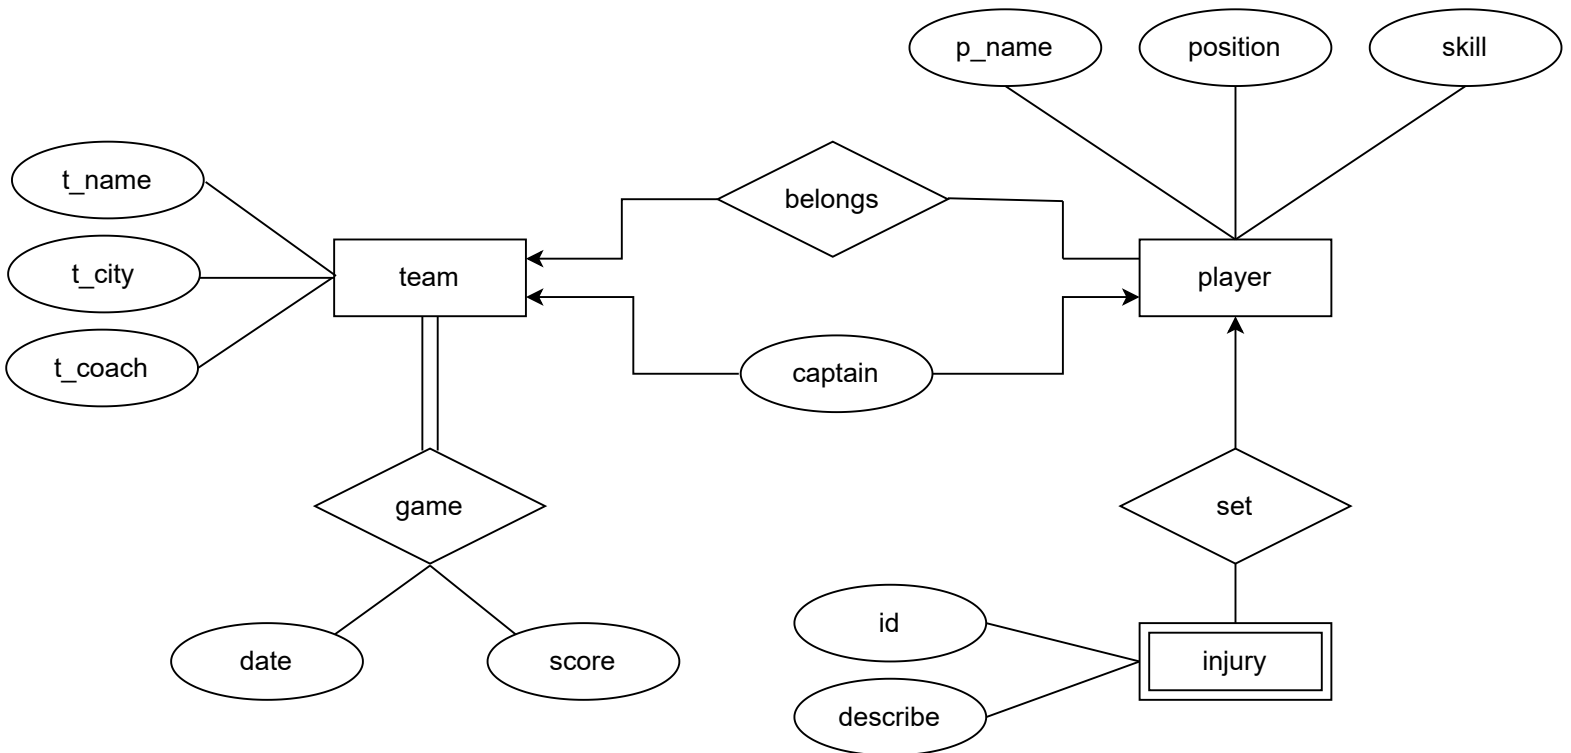 p_name
position
skill
t_name
belongs
t_city
team
player
t_coach
captain
game
set
id
date
score
injury
describe